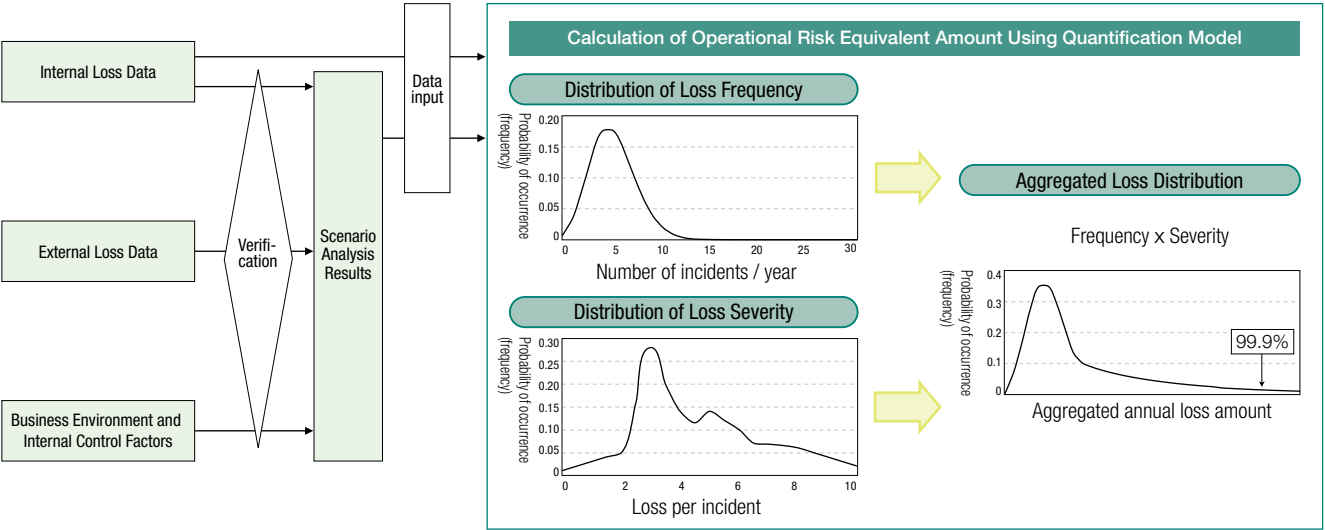 Internal Loss Data
External Loss Data
Business Environment and
Internal Control Factors
Verifi-
cation
Scenario
Analysis
Results
Data
input
Calculation of Operational Risk Equivalent Amount Using Quantification Model
Distribution of Loss Frequency
Probability of occurrence
(frequency)
0.20
0.15
0.10
0.05
0
0 5 10 15 20 25 30
Number of incidents / year
Distribution of Loss Severity
Probability of occurrence
(frequency)
0.30
0.25
0.20
0.15
0.10
0.05
0
0 2 4 6 8 10
Loss per incident
Aggregated Loss Distribution
Frequency x Severity
Probability of occurrence
(frequency)
0.4
0.3
0.2
0.1
0
99.9%
Aggregated annual loss amount